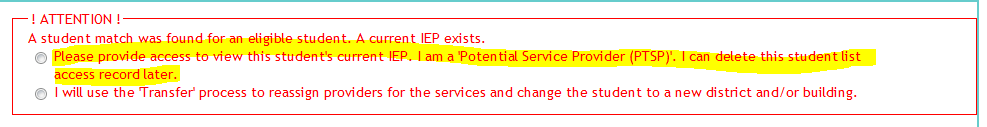 ! ATTENTION !
A student match was found for an eligible student. A current IEP exists.
Please provide access to view this student's current IEP. I am a 'Potential Service Provider (PTSP)'. I can delete this student list
access record later.
I will use the 'Transfer' process to reassign providers for the services and change the student to a new district and/or building.